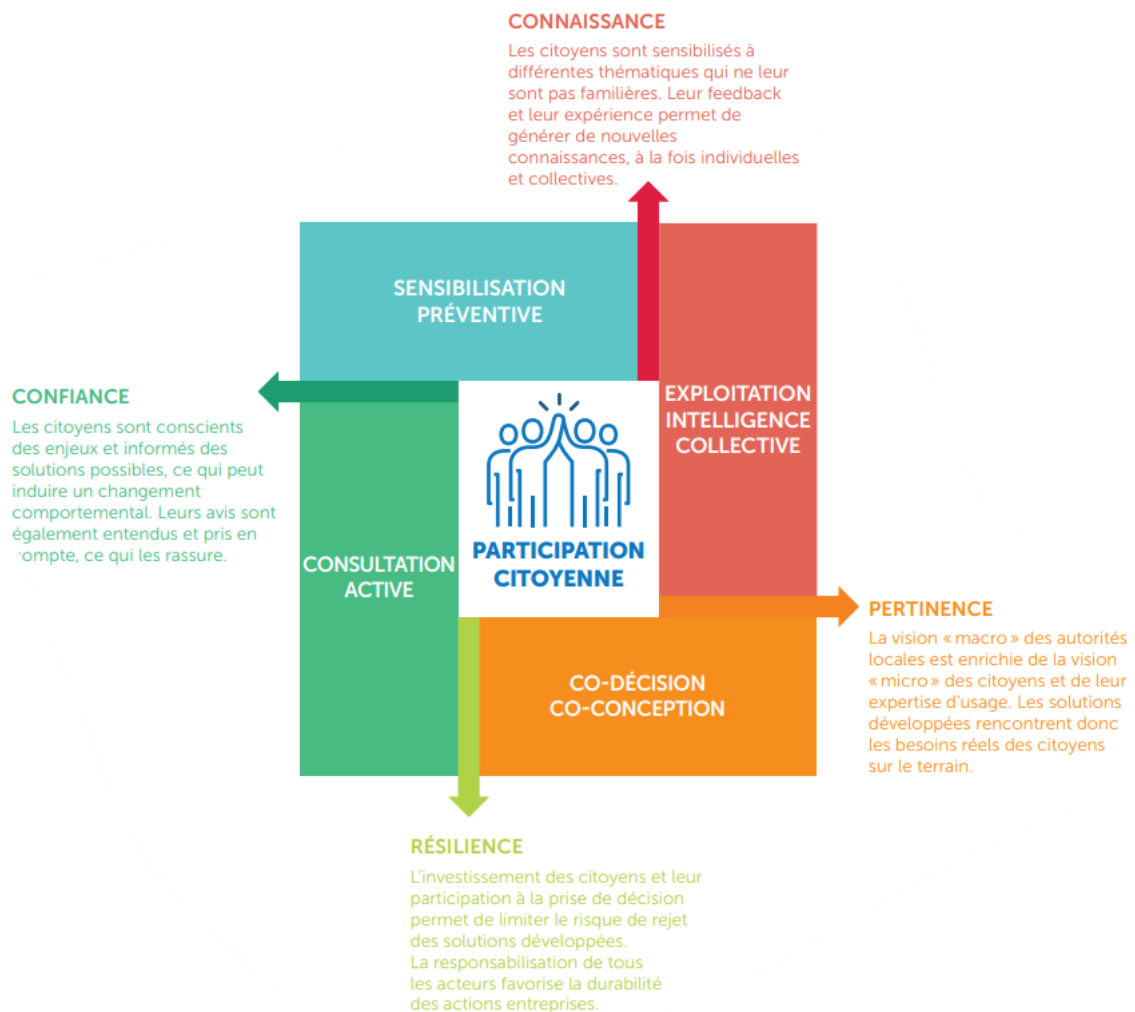 CONNAISSANCE
Les citoyens sont sensibilisés à
différentes thématiques qui ne leur
sont pas familières. Leur feedback
et leur expérience permet de
générer de nouvelles
connaissances, à la fois individuelles
et collectives.
SENSIBILISATION
PRÉVENTIVE
CONFIANCE
Les citoyens sont conscients
des enjeux et informés des
solutions possibles, ce qui peut
induire un changement
comportemental. Leurs avis sont
également entendus et pris en
ompte, ce qui les rassure.
EXPLOITATION
INTELLIGENCE
COLLECTIVE
PARTICIPATION
CITOYENNE
CONSULTATION
ACTIVE
PERTINENCE
La vision « macro » des autorités
locales est enrichie de la vision
« micro » des citoyens et de leur
expertise d'usage. Les solutions
développées rencontrent donc
les besoins réels des citoyens
sur le terrain.
CO-DÉCISION
CO-CONCEPTION
RÉSILIENCE
L'investissement des citoyens et leur
participation à la prise de décision
permet de limiter le risque de rejet
des solutions développées.
La responsabilisation de tous
les acteurs favorise la durabilité
des actions entreprises.